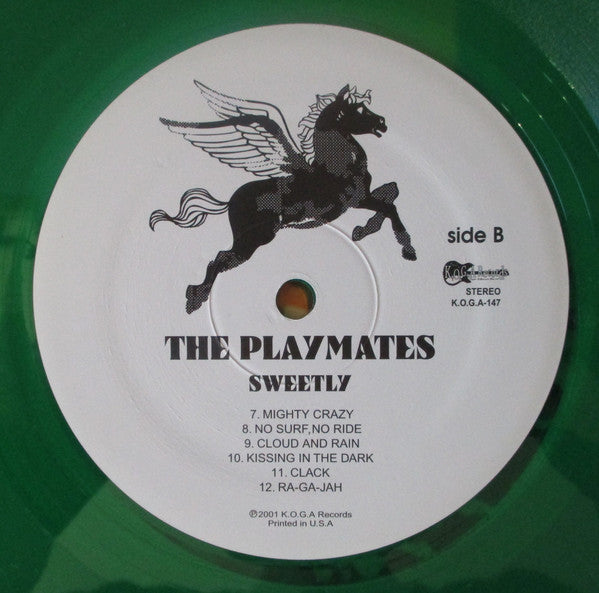 side B
K.O.G.A Records
STEREO
K.O.G.A-147
THE PLAYMATES
SWEETLY
7. MIGHTY CRAZY
8. NO SURF,NO RIDE
9. CLOUD AND RAIN
10. KISSING IN THE DARK
11. CLACK
12. RA-GA-JAH
℗2001 K.O.G.A Records
Printed in U.S.A